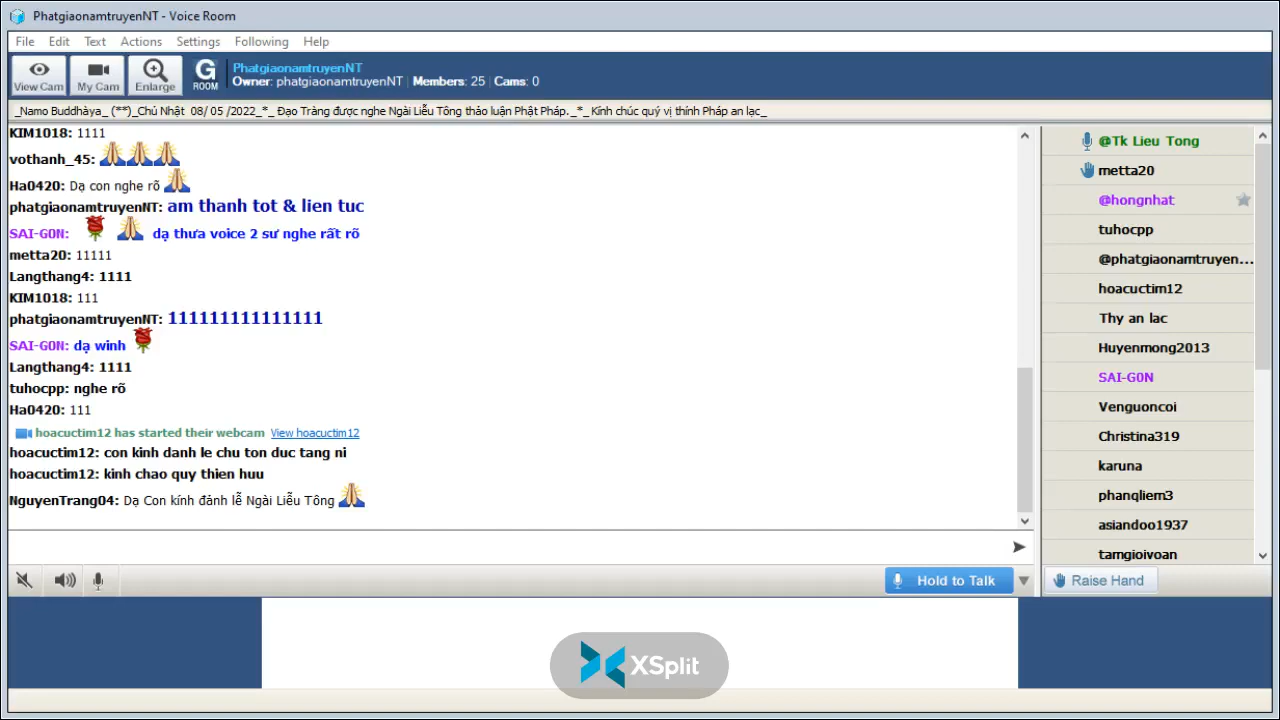 PhatgiaonamtruyenNT - Voice Room
File Edit Text Actions Settings Following Help
View Cam My Cam Enlarge
G ROOM
PhatgiaonamtruyenNT
Owner: phatgiaonamtruyenNT | Members: 25 | Cams: 0
_Namo Buddhàya_ (**)_Chủ Nhật 08/ 05 /2022_*_ Đạo Tràng được nghe Ngài Liễu Tông thảo luận Phật Pháp._*_ Kính chúc quý vị thính Pháp an lạc_
KIM1018: 1111
vothanh_45:
Ha0420: Dạ con nghe rõ
phatgiaonamtruyenNT: am thanh tot & lien tuc
SAI-G0N: dạ thưa voice 2 sư nghe rất rõ
metta20: 11111
Langthang4: 1111
KIM1018: 111
phatgiaonamtruyenNT: 111111111111111
SAI-G0N: dạ winh
Langthang4: 1111
tuhocpp: nghe rõ
Ha0420: 111
hoacuctim12 has started their webcam View hoacuctim12
hoacuctim12: con kinh danh le chu ton duc tang ni
hoacuctim12: kinh chao quy thien huu
NguyenTrang04: Dạ Con kính đảnh lễ Ngài Liễu Tông
@Tk Lieu Tong
metta20
@hongnhat
tuhocpp
@phatgiaonamtruyen...
hoacuctim12
Thy an lac
Huyenmong2013
SAI-G0N
Venguoncoi
Christina319
karuna
phanqliem3
asiandoo1937
tamgioivoan
Hold to Talk
Raise Hand
XSplit